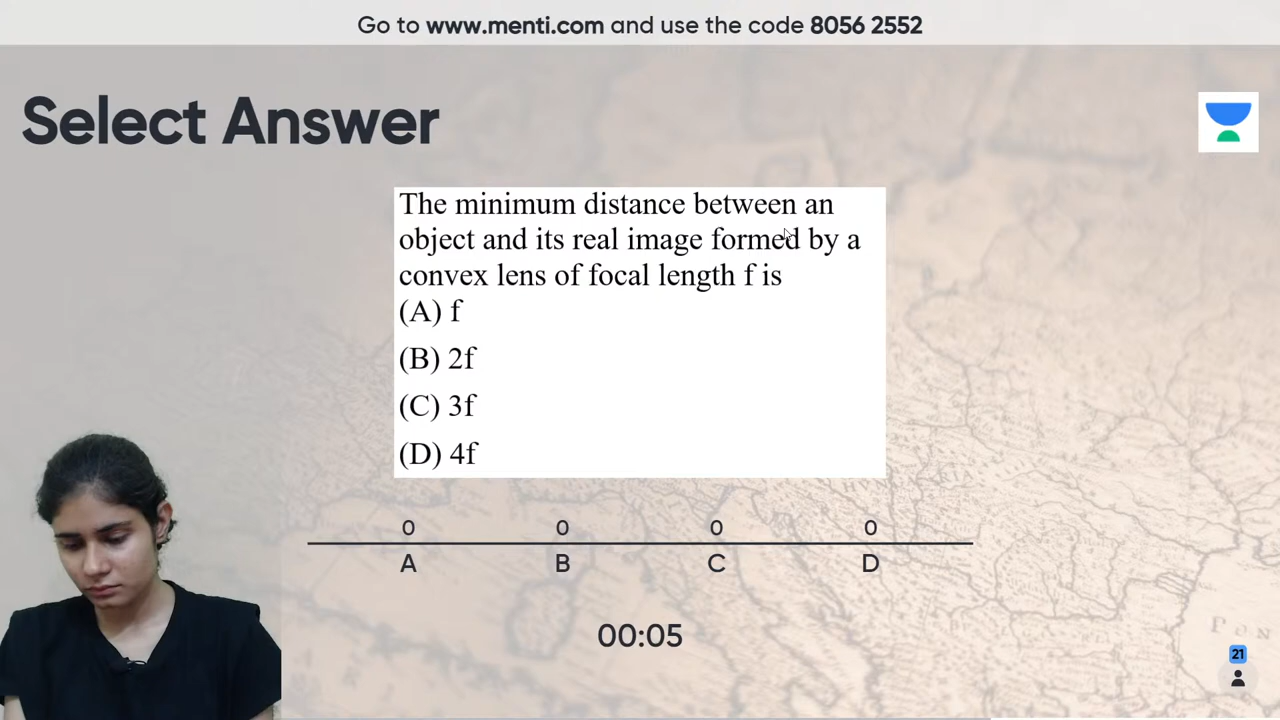 Go to www.menti.com and use the code 8056 2552
Select Answer
The minimum distance between an
object and its real image formed by a
convex lens of focal length f is
(A) f
(B) 2f
(C) 3f
(D) 4f
0 0 0 0
A B C D
00:05
21